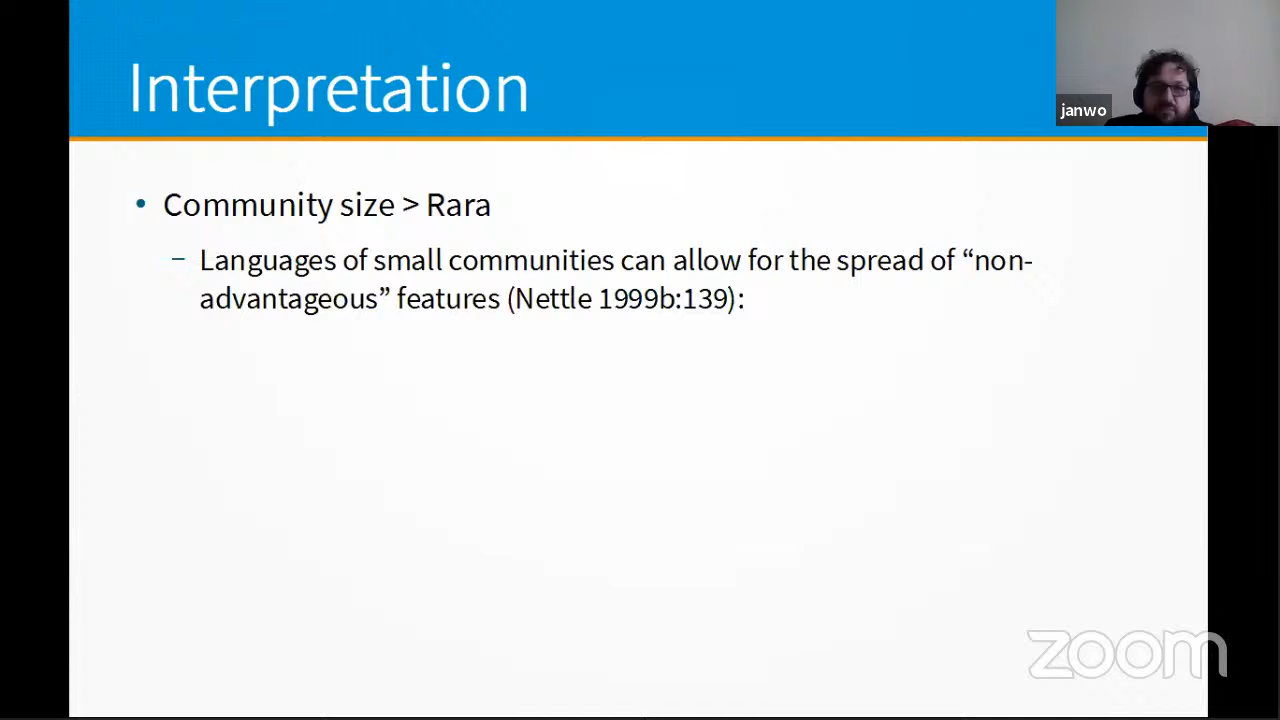 Interpretation
janwo
• Community size > Rara
– Languages of small communities can allow for the spread of “non-
advantageous” features (Nettle 1999b:139):
zoom